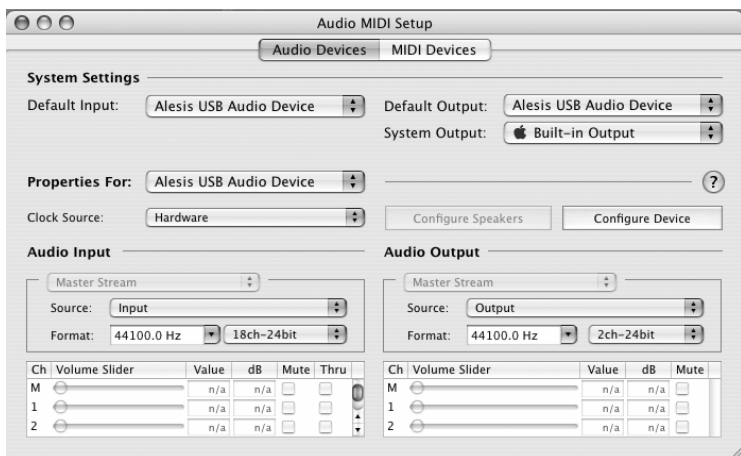 Audio MIDI Setup
Audio Devices MIDI Devices
System Settings
Default Input: Alesis USB Audio Device
Default Output: Alesis USB Audio Device
System Output: Built-in Output
Properties For: Alesis USB Audio Device ?
Clock Source: Hardware
Configure Speakers Configure Device
Audio Input
Master Stream
Source: Input
Format: 44100.0 Hz 18ch-24bit
Ch Volume Slider Value dB Mute Thru
M n/a n/a
1 n/a n/a
2 n/a n/a
Audio Output
Master Stream
Source: Output
Format: 44100.0 Hz 2ch-24bit
Ch Volume Slider Value dB Mute
M n/a n/a
1 n/a n/a
2 n/a n/a